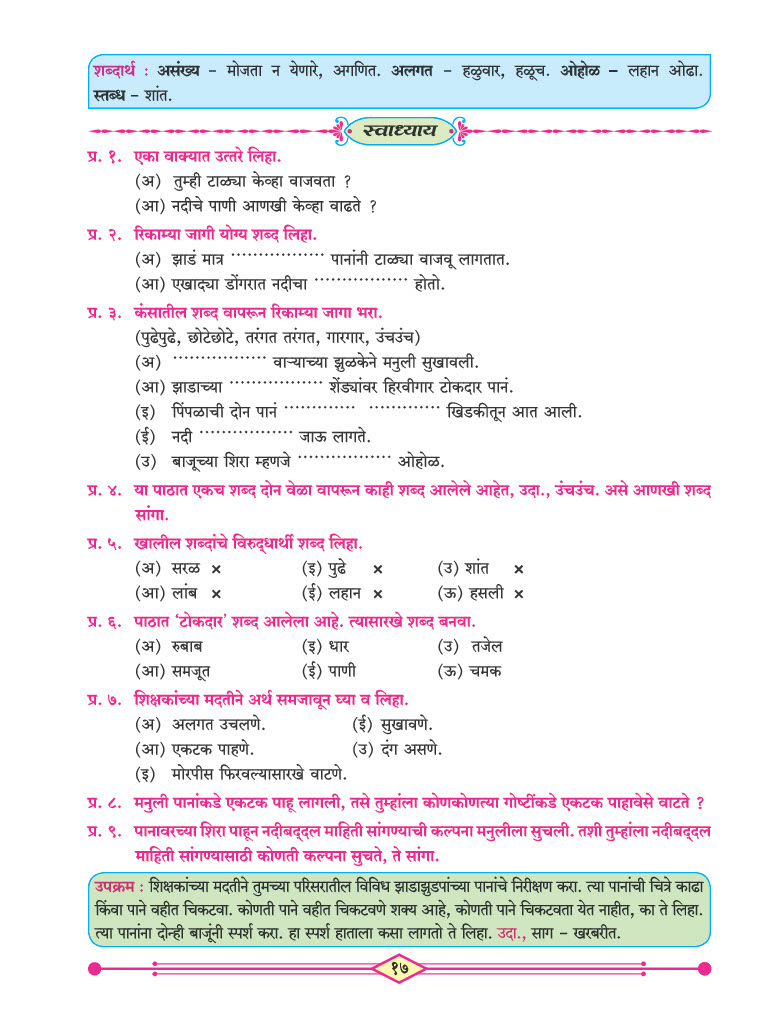 शब्दार्थ : असंख्य – मोजता न येणारे, अगणित. अलगत – हळुवार, हळूच. ओहोळ – लहान ओढा.
स्तब्ध – शांत.
स्वाध्याय
प्र. १. एका वाक्यात उत्तरे लिहा.
(अ) तुम्ही टाळ्या केव्हा वाजवता ?
(आ) नदीचे पाणी आणखी केव्हा वाढते ?
प्र. २. रिकाम्या जागी योग्य शब्द लिहा.
(अ) झाडं मात्र ................. पानांनी टाळ्या वाजवू लागतात.
(आ) एखाद्या डोंगरात नदीचा ................. होतो.
प्र. ३. कंसातील शब्द वापरून रिकाम्या जागा भरा.
(पुढेपुढे, छोटेछोटे, तरंगत तरंगत, गारगार, उंचउंच)
(अ) ................. वाऱ्याच्या झुळकेने मनुली सुखावली.
(आ) झाडाच्या ................. शेंड्यांवर हिरवीगार टोकदार पानं.
(इ) पिंपळाची दोन पानं ............. ............. खिडकीतून आत आली.
(ई) नदी ................. जाऊ लागते.
(उ) बाजूच्या शिरा म्हणजे ................. ओहोळ.
प्र. ४. या पाठात एकच शब्द दोन वेळा वापरून काही शब्द आलेले आहेत, उदा., उंचउंच. असे आणखी शब्द
सांगा.
प्र. ५. खालील शब्दांचे विरुद्धार्थी शब्द लिहा.
(अ) सरळ × (इ) पुढे × (उ) शांत ×
(आ) लांब × (ई) लहान × (ऊ) हसली ×
प्र. ६. पाठात ‘टोकदार’ शब्द आलेला आहे. त्यासारखे शब्द बनवा.
(अ) रुबाब (इ) धार (उ) तजेल
(आ) समजूत (ई) पाणी (ऊ) चमक
प्र. ७. शिक्षकांच्या मदतीने अर्थ समजावून घ्या व लिहा.
(अ) अलगत उचलणे. (ई) सुखावणे.
(आ) एकटक पाहणे. (उ) दंग असणे.
(इ) मोरपीस फिरवल्यासारखे वाटणे.
प्र. ८. मनुली पानांकडे एकटक पाहू लागली, तसे तुम्हांला कोणकोणत्या गोष्टींकडे एकटक पाहावेसे वाटते ?
प्र. ९. पानावरच्या शिरा पाहून नदीबद्दल माहिती सांगण्याची कल्पना मनुलीला सुचली. तशी तुम्हांला नदीबद्दल
माहिती सांगण्यासाठी कोणती कल्पना सुचते, ते सांगा.
उपक्रम : शिक्षकांच्या मदतीने तुमच्या परिसरातील विविध झाडाझुडपांच्या पानांचे निरीक्षण करा. त्या पानांची चित्रे काढा
किंवा पाने वहीत चिकटवा. कोणती पाने वहीत चिकटवणे शक्य आहे, कोणती पाने चिकटवता येत नाहीत, का ते लिहा.
त्या पानांना दोन्ही बाजूंनी स्पर्श करा. हा स्पर्श हाताला कसा लागतो ते लिहा. उदा., साग – खरबरीत.
१७